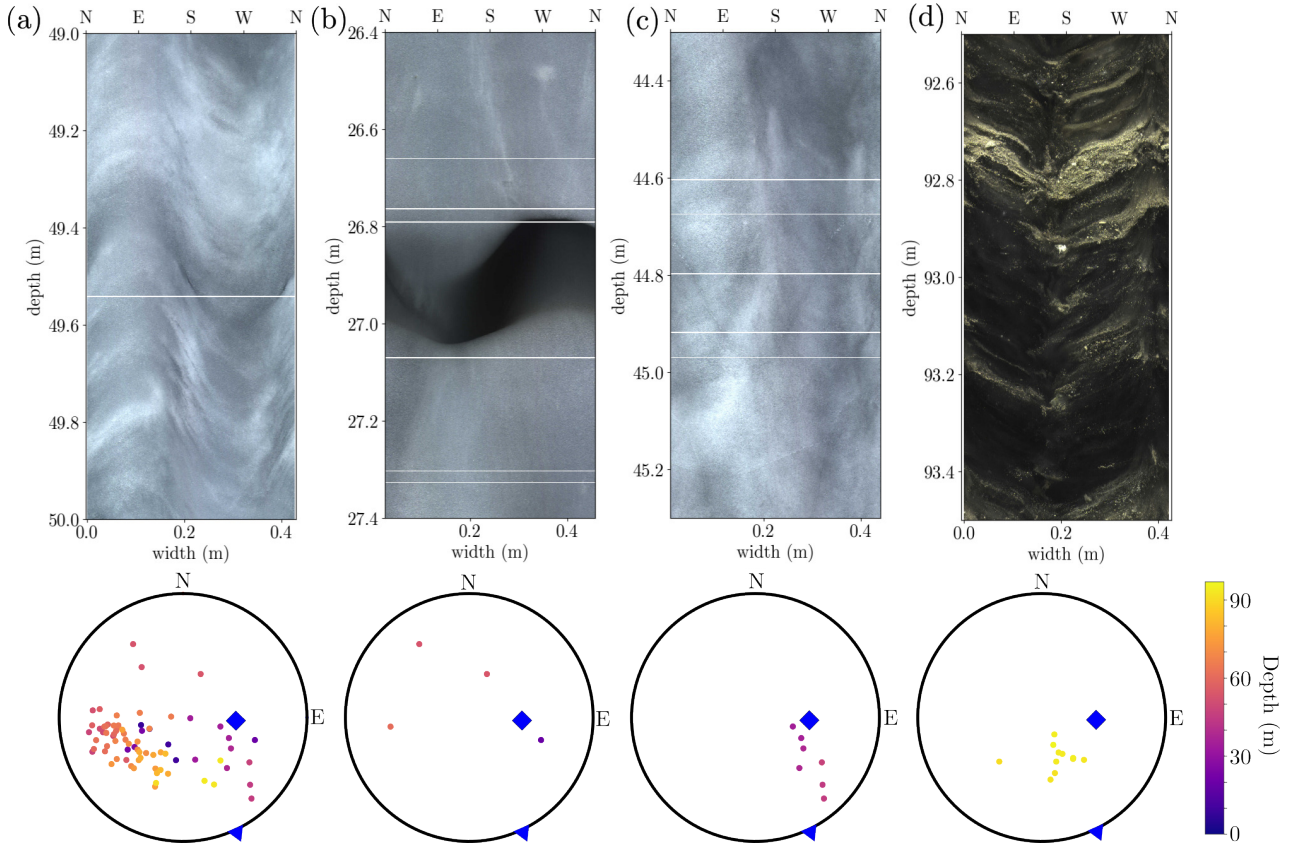 (a) N E S W N
49.0
49.2
49.4
49.6
49.8
50.0
depth (m)
0.0 0.2 0.4
width (m)
(b) N E S W N
26.4
26.6
26.8
27.0
27.2
27.4
depth (m)
0.2 0.4
width (m)
(c) N E S W N
44.4
44.6
44.8
45.0
45.2
depth (m)
0.2 0.4
width (m)
(d) N E S W N
92.6
92.8
93.0
93.2
93.4
depth (m)
0.0 0.2 0.4
width (m)
N
E
N
E
N
E
N
E
90
60
30
0
Depth (m)